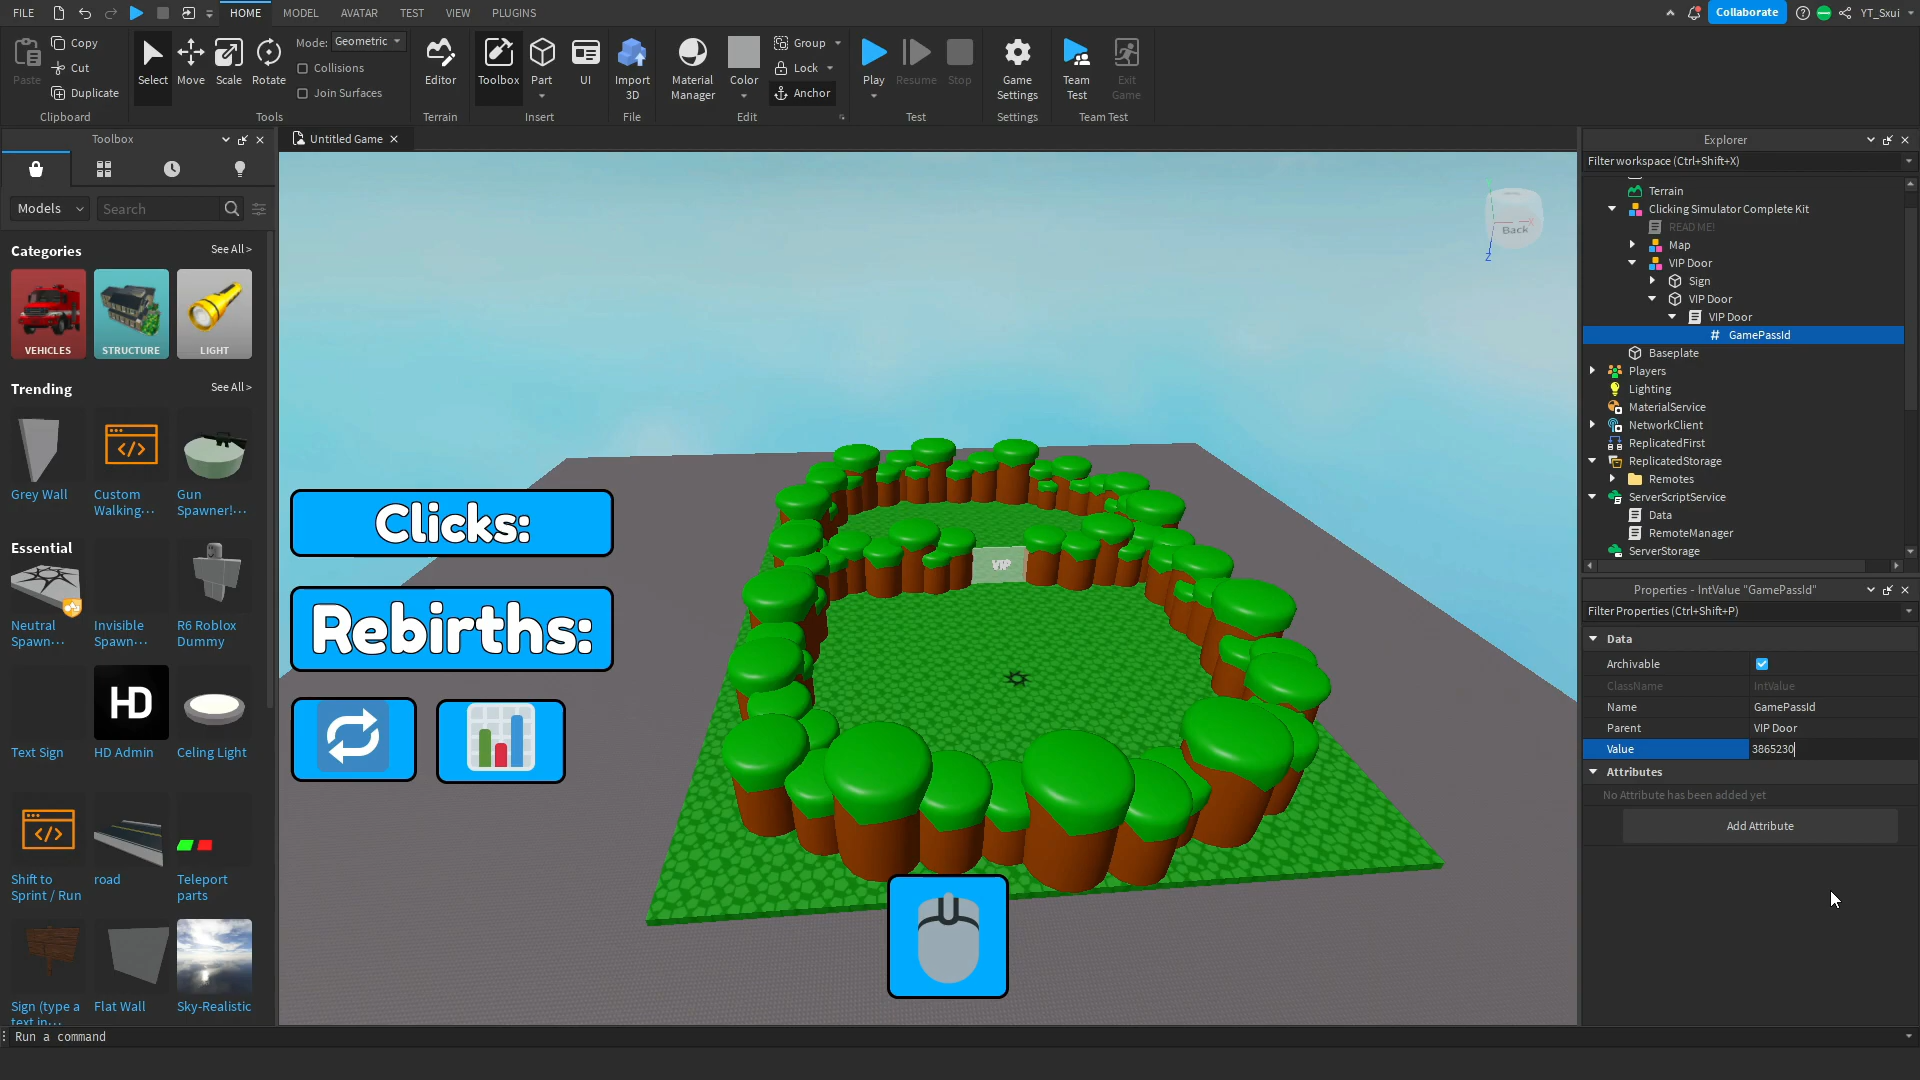 FILE
HOME
MODEL
AVATAR
TEST
VIEW
PLUGINS
Collaborate
YT_Sxui
Paste
Copy
Cut
Duplicate
Clipboard
Select
Move
Scale
Rotate
Mode:
Geometric
Collisions
Join Surfaces
Tools
Editor
Terrain
Toolbox
Part
UI
Insert
Import
3D
File
Material
Manager
Color
Group
Lock
Anchor
Edit
Play
Resume
Stop
Test
Game
Settings
Settings
Team
Test
Exit
Game
Team Test
Toolbox
Models
Search
Categories
See All >
VEHICLES
STRUCTURE
LIGHT
Trending
See All >
Grey Wall
Custom
Walking...
Gun
Spawner!...
Essential
Neutral
Spawn...
Invisible
Spawn...
R6 Roblox
Dummy
HD
Text Sign
HD Admin
Celing Light
Shift to
Sprint / Run
road
Teleport
parts
Sign (type a
text in...
Flat Wall
Sky-Realistic
Untitled Game
Back
Z
Clicks:
Rebirths:
VIP
Explorer
Filter workspace (Ctrl+Shift+X)
Terrain
Clicking Simulator Complete Kit
READ ME!
Map
VIP Door
Sign
VIP Door
VIP Door
GamePassId
Baseplate
Players
Lighting
MaterialService
NetworkClient
ReplicatedFirst
ReplicatedStorage
Remotes
ServerScriptService
Data
RemoteManager
ServerStorage
Properties - IntValue "GamePassId"
Filter Properties (Ctrl+Shift+P)
Data
Archivable
ClassName IntValue
Name GamePassId
Parent VIP Door
Value 3865230
Attributes
No Attribute has been added yet
Add Attribute
Run a command